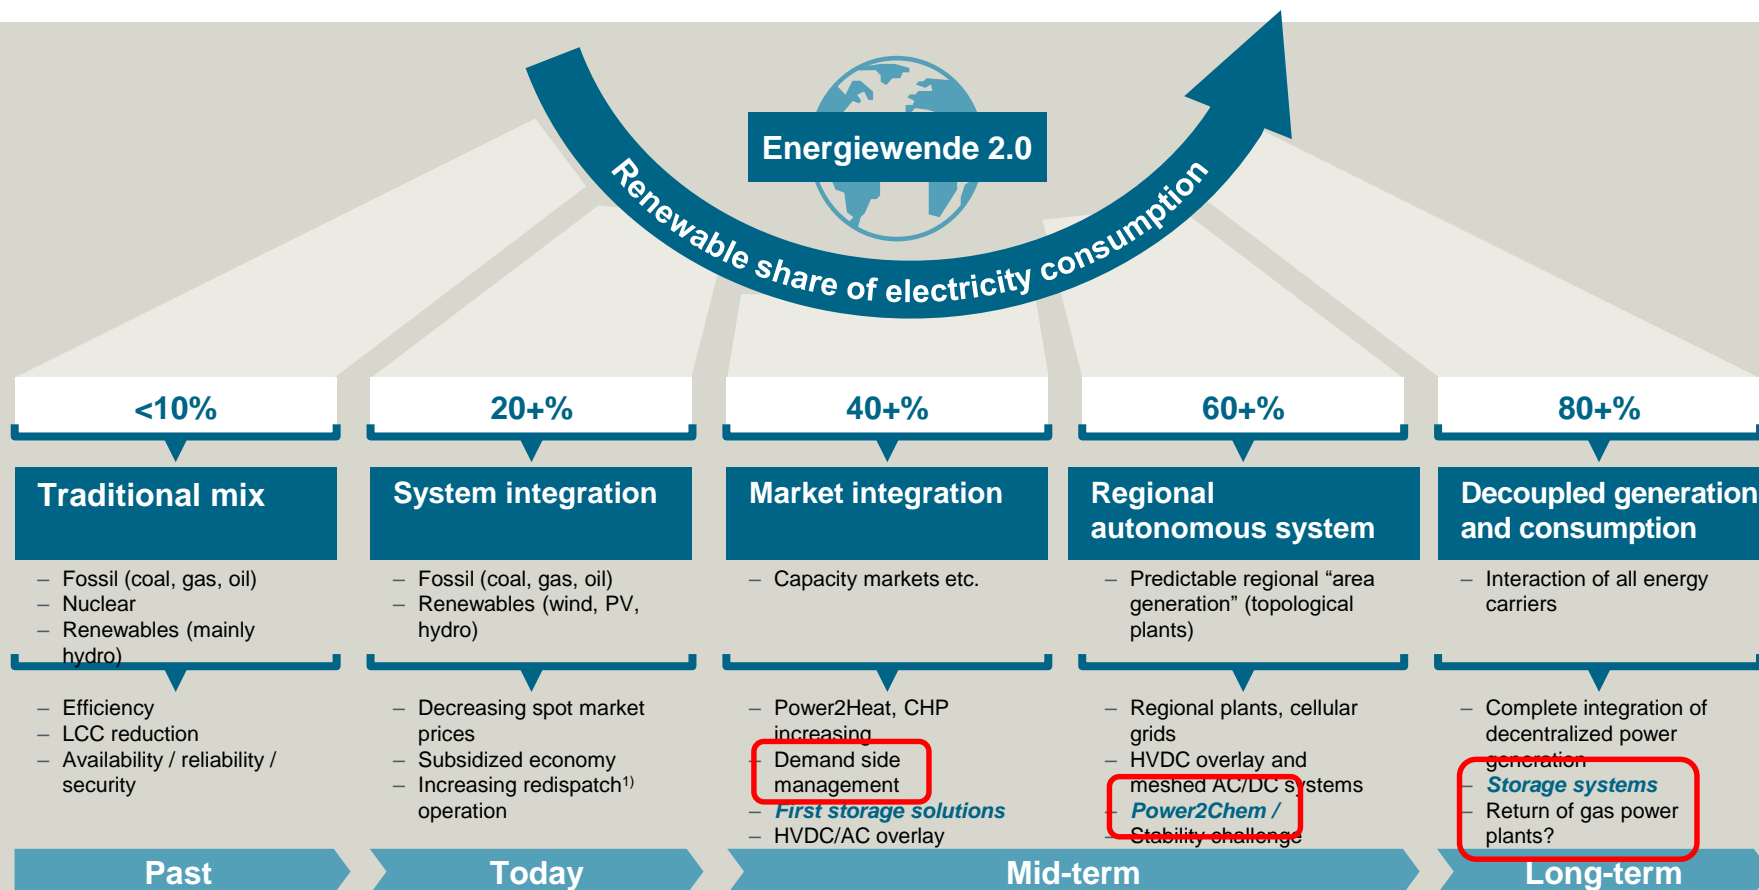 Energiewende 2.0
Renewable share of electricity consumption
<10%
20+%
40+%
60+%
80+%
Traditional mix
System integration
Market integration
Regional
autonomous system
Decoupled generation
and consumption
– Fossil (coal, gas, oil)
– Nuclear
– Renewables (mainly
hydro)
– Fossil (coal, gas, oil)
– Renewables (wind, PV,
hydro)
– Capacity markets etc.
– Predictable regional “area
generation” (topological
plants)
– Interaction of all energy
carriers
– Efficiency
– LCC reduction
– Availability / reliability /
security
– Decreasing spot market
prices
– Subsidized economy
– Increasing redispatch1)
operation
– Power2Heat, CHP
increasing
– Demand side
management
– First storage solutions
– HVDC/AC overlay
– Regional plants, cellular
grids
– HVDC overlay and
meshed AC/DC systems
– Power2Chem /
– Stability challenge
– Complete integration of
decentralized power
generation
– Storage systems
– Return of gas power
plants?
Past
Today
Mid-term
Long-term